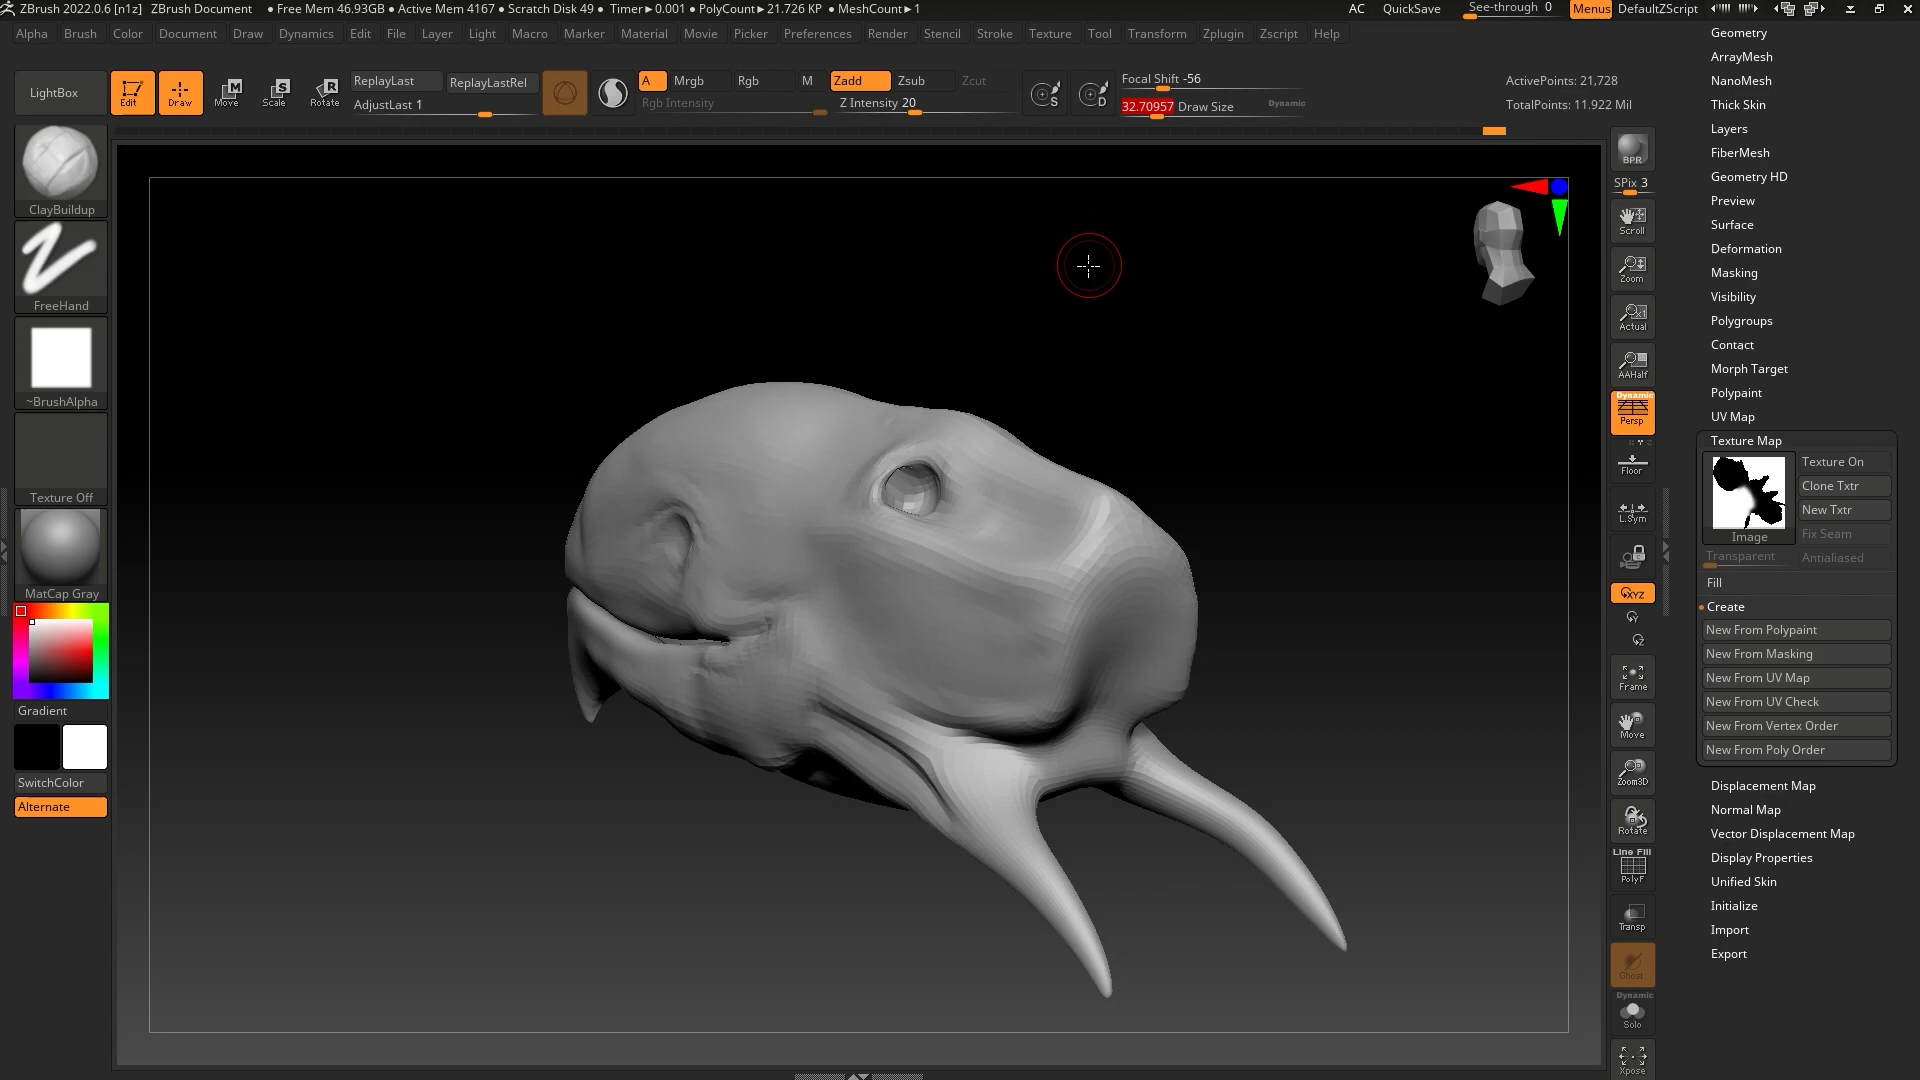 ZBrush 2022.0.6 [n1z] ZBrush Document ● Free Mem 46.93GB ● Active Mem 4167 ● Scratch Disk 49 ● Timer►0.001 ● PolyCount►21.726 KP ● MeshCount►1 AC QuickSave See-through 0 Menus DefaultZScript
Alpha Brush Color Document Draw Dynamics Edit File Layer Light Macro Marker Material Movie Picker Preferences Render Stencil Stroke Texture Tool Transform Zplugin Zscript Help
LightBox
Edit
Draw
Move
Scale
Rotate
ReplayLast
ReplayLastRel
AdjustLast 1
A Mrgb Rgb M Zadd Zsub Zcut
Rgb Intensity
Z Intensity 20
S
D
Focal Shift -56
32.70957 Draw Size Dynamic
ActivePoints: 21,728
TotalPoints: 11.922 Mil
ClayBuildup
FreeHand
~BrushAlpha
Texture Off
MatCap Gray
Gradient
SwitchColor
Alternate
BPR
SPix 3
Scroll
Zoom
Actual
AAHalf
Dynamic
Persp
Floor
L.Sym
XYZ
Y
Z
Frame
Move
Zoom3D
Rotate
Line Fill
PolyF
Transp
Ghost
Dynamic
Solo
Xpose
Geometry
ArrayMesh
NanoMesh
Thick Skin
Layers
FiberMesh
Geometry HD
Preview
Surface
Deformation
Masking
Visibility
Polygroups
Contact
Morph Target
Polypaint
UV Map
Texture Map
Texture On
Clone Txtr
New Txtr
Image
Fix Seam
Transparent
Antialiased
Fill
Create
New From Polypaint
New From Masking
New From UV Map
New From UV Check
New From Vertex Order
New From Poly Order
Displacement Map
Normal Map
Vector Displacement Map
Display Properties
Unified Skin
Initialize
Import
Export